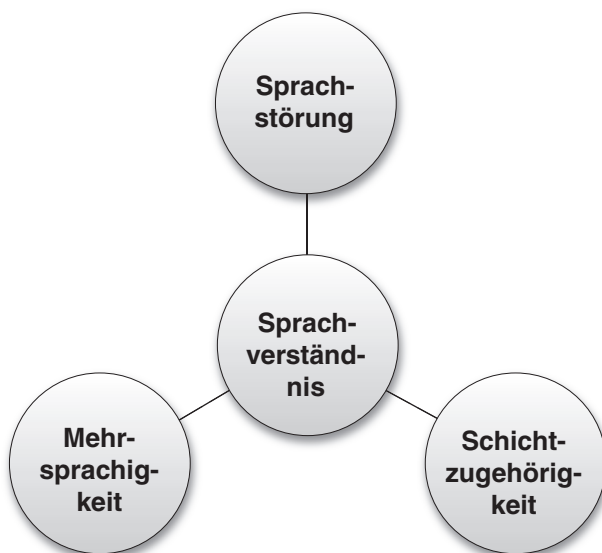 Sprach-
störung
Sprach-
verständ-
nis
Mehr-
sprachig-
keit
Schicht-
zugehörig-
keit